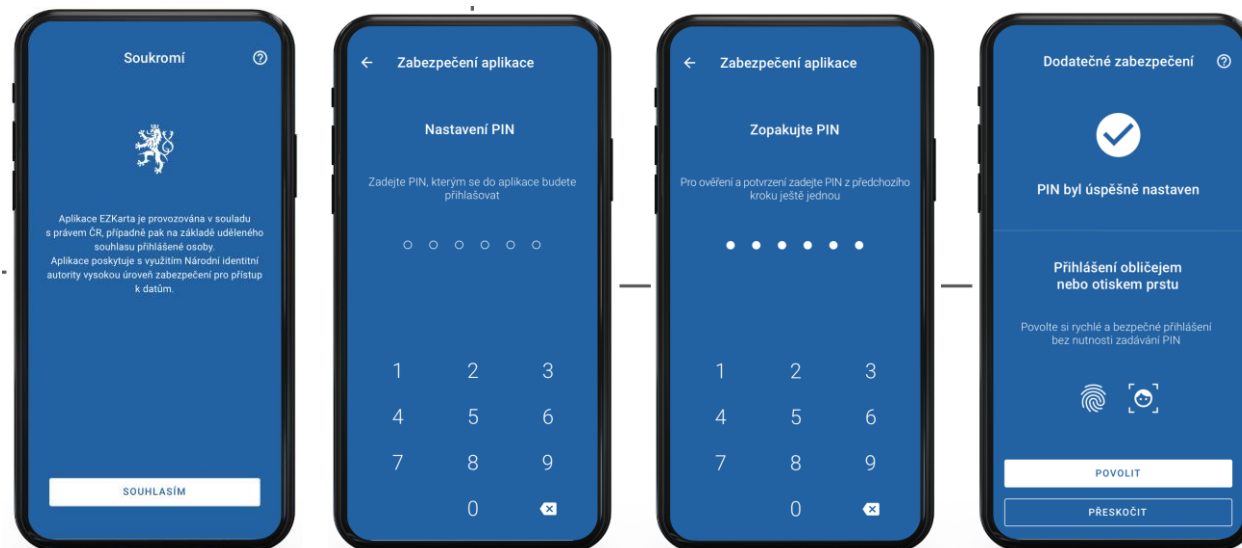 Soukromí
Aplikace EZKarta je provozována v souladu
s právem ČR, případně pak na základě uděleného
souhlasu přihlášené osoby.
Aplikace poskytuje s využitím Národní identitní
autority vysokou úroveň zabezpečení pro přístup
k datům.
SOUHLASÍM
Zabezpečení aplikace
Nastavení PIN
Zadejte PIN, kterým se do aplikace budete
přihlašovat
1 2 3
4 5 6
7 8 9
0
Zabezpečení aplikace
Zopakujte PIN
Pro ověření a potvrzení zadejte PIN z předchozího
kroku ještě jednou
1 2 3
4 5 6
7 8 9
0
Dodatečné zabezpečení
PIN byl úspěšně nastaven
Přihlášení obličejem
nebo otiskem prstu
Povolte si rychlé a bezpečné přihlášení
bez nutnosti zadávání PIN
POVOLIT
PŘESKOČIT